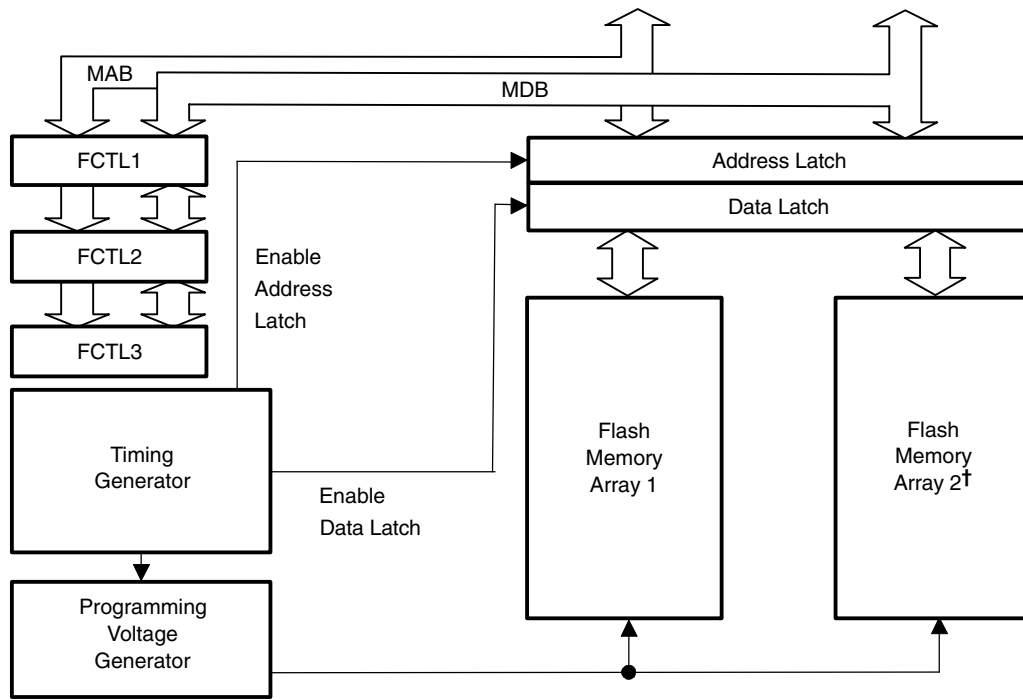 MAB
MDB
FCTL1
FCTL2
FCTL3
Address Latch
Data Latch
Enable
Address
Latch
Timing
Generator
Enable
Data Latch
Flash
Memory
Array 1
Flash
Memory
Array 2†
Programming
Voltage
Generator